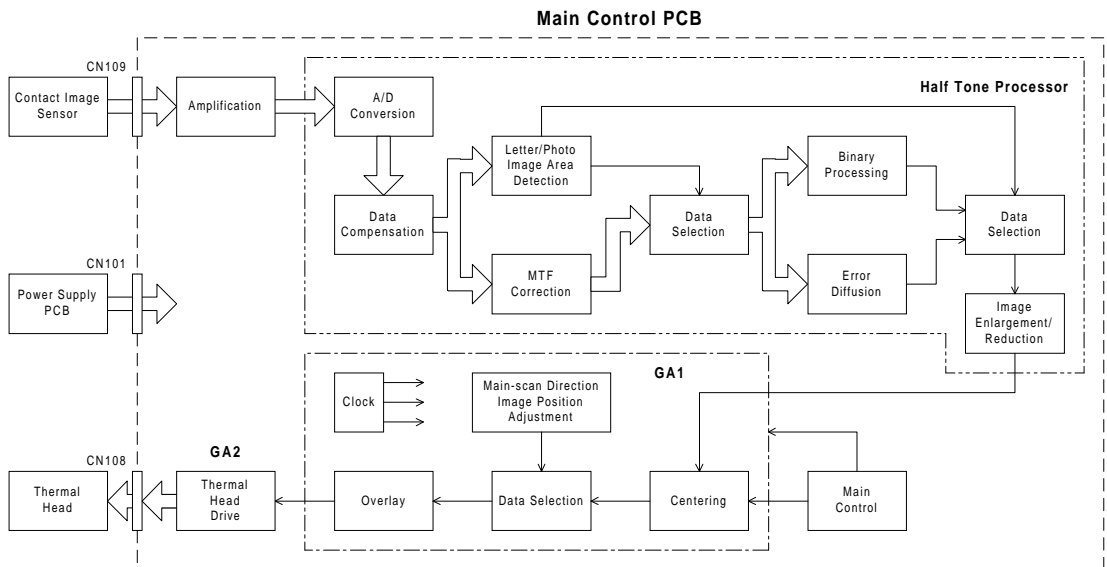 Main Control PCB
CN109
Contact Image
Sensor
Amplification
A/D
Conversion
Half Tone Processor
Letter/Photo
Image Area
Detection
Binary
Processing
Data
Compensation
Data
Selection
Data
Selection
CN101
Power Supply
PCB
MTF
Correction
Error
Diffusion
Image
Enlargement/
Reduction
GA1
Clock
Main-scan Direction
Image Position
Adjustment
CN108
GA2
Thermal
Head
Thermal
Head
Drive
Overlay
Data Selection
Centering
Main
Control